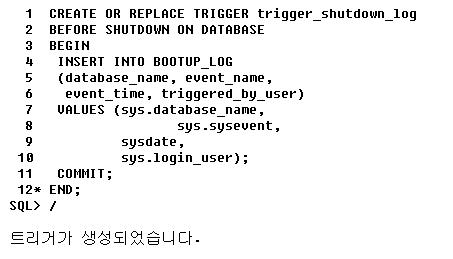 1 CREATE OR REPLACE TRIGGER trigger_shutdown_log
2 BEFORE SHUTDOWN ON DATABASE
3 BEGIN
4 INSERT INTO BOOTUP_LOG
5 (database_name, event_name,
6 event_time, triggered_by_user)
7 VALUES (sys.database_name,
8 sys.sysevent,
9 sysdate,
10 sys.login_user);
11 COMMIT;
12* END;
SQL> /
트리거가 생성되었습니다.